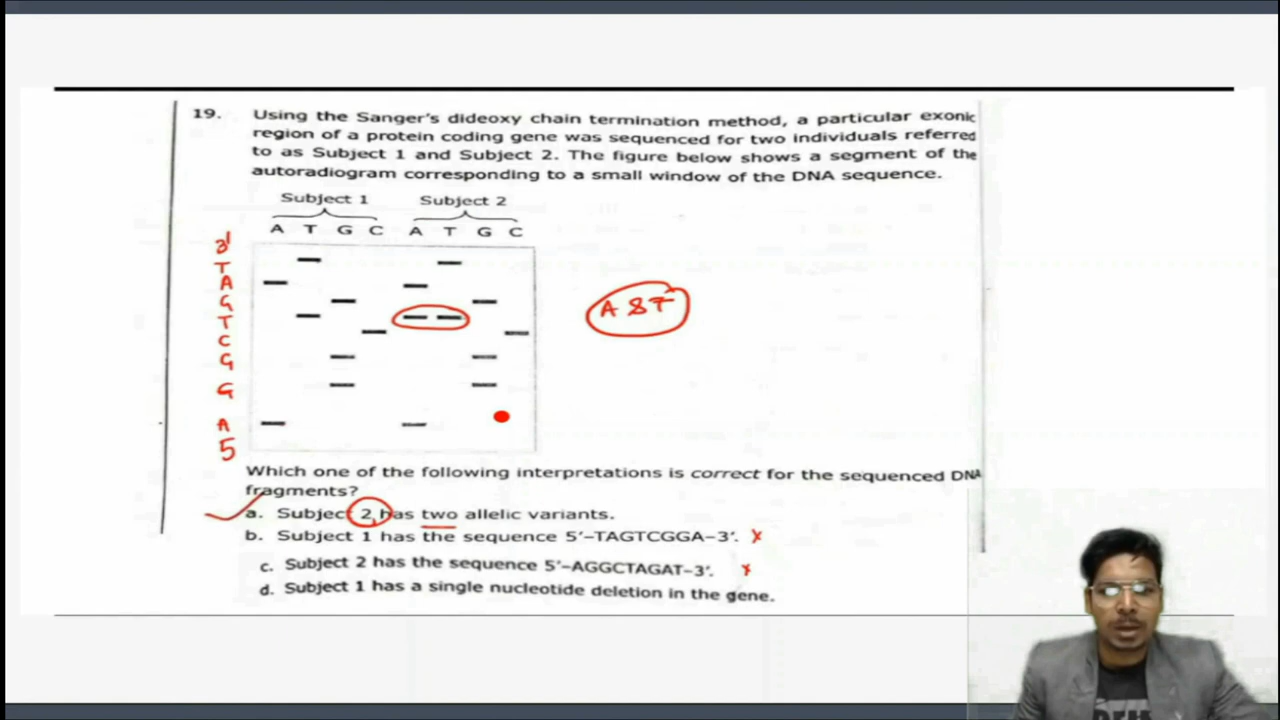 19. Using the Sanger's dideoxy chain termination method, a particular exonic
region of a protein coding gene was sequenced for two individuals referred
to as Subject 1 and Subject 2. The figure below shows a segment of the
autoradiogram corresponding to a small window of the DNA sequence.
Subject 1 Subject 2
A T G C A T G C
3'
T
A
G
T
C
G
G
A
5
A & T
Which one of the following interpretations is correct for the sequenced DNA
fragments?
a. Subject 2 has two allelic variants.
b. Subject 1 has the sequence 5'-TAGTCGGA-3'. x
c. Subject 2 has the sequence 5'-AGGCTAGAT-3'. x
d. Subject 1 has a single nucleotide deletion in the gene.